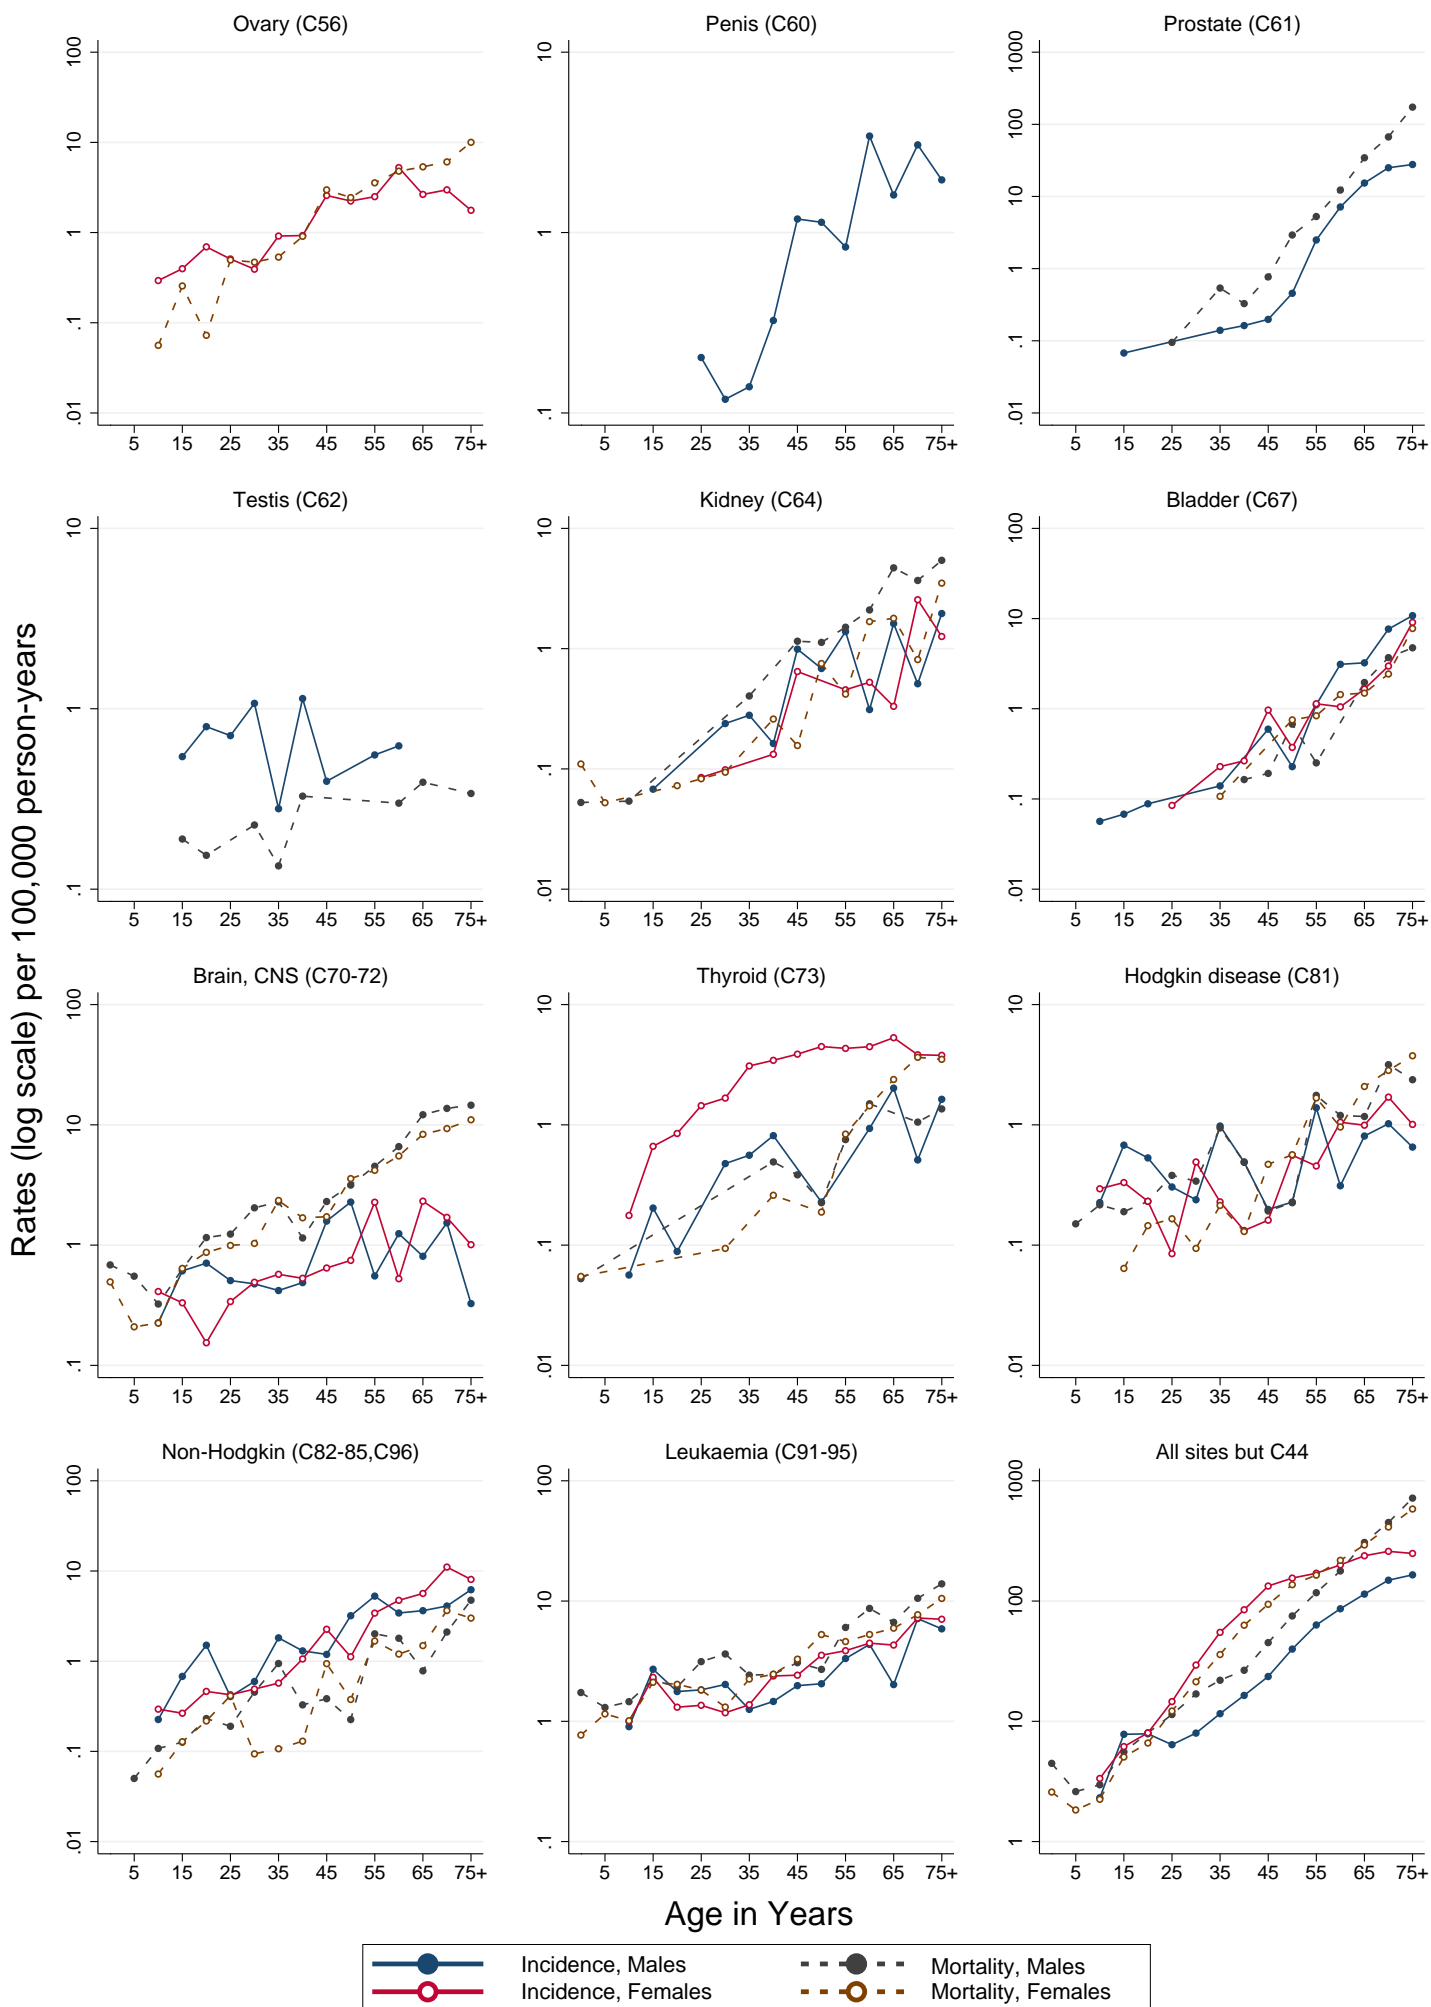 Rates (log scale) per 100,000 person-years
Ovary (C56)
100
10
1
.1
.01
5 15 25 35 45 55 65 75+
Penis (C60)
10
1
.1
5 15 25 35 45 55 65 75+
Prostate (C61)
1000
100
10
1
.1
.01
5 15 25 35 45 55 65 75+
Testis (C62)
10
1
.1
5 15 25 35 45 55 65 75+
Kidney (C64)
10
1
.1
.01
5 15 25 35 45 55 65 75+
Bladder (C67)
100
10
1
.1
.01
5 15 25 35 45 55 65 75+
Brain, CNS (C70-72)
100
10
1
.1
5 15 25 35 45 55 65 75+
Thyroid (C73)
10
1
.1
.01
5 15 25 35 45 55 65 75+
Hodgkin disease (C81)
10
1
.1
.01
5 15 25 35 45 55 65 75+
Non-Hodgkin (C82-85,C96)
100
10
1
.1
.01
5 15 25 35 45 55 65 75+
Leukaemia (C91-95)
100
10
1
.1
5 15 25 35 45 55 65 75+
All sites but C44
1000
100
10
1
5 15 25 35 45 55 65 75+
Age in Years
Incidence, Males
Mortality, Males
Incidence, Females
Mortality, Females